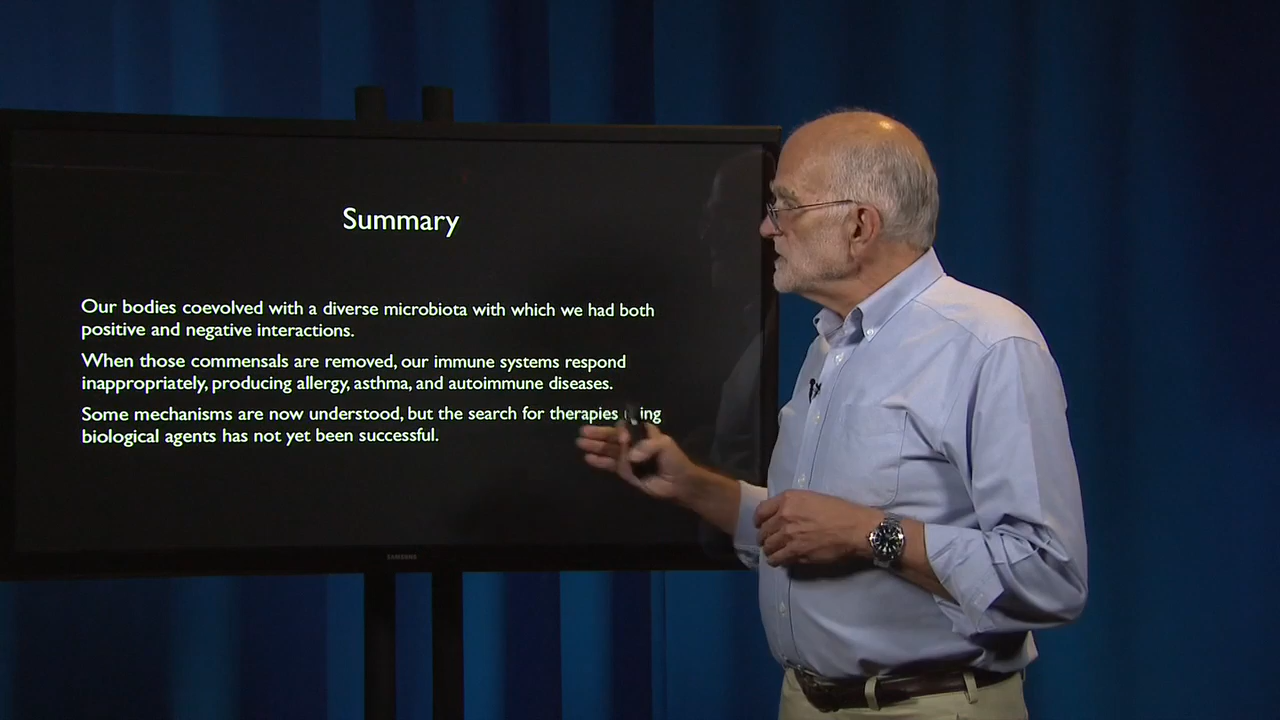 Summary
Our bodies coevolved with a diverse microbiota with which we had both
positive and negative interactions.
When those commensals are removed, our immune systems respond
inappropriately, producing allergy, asthma, and autoimmune diseases.
Some mechanisms are now understood, but the search for therapies
biological agents has not yet been successful.
SAMSUNG